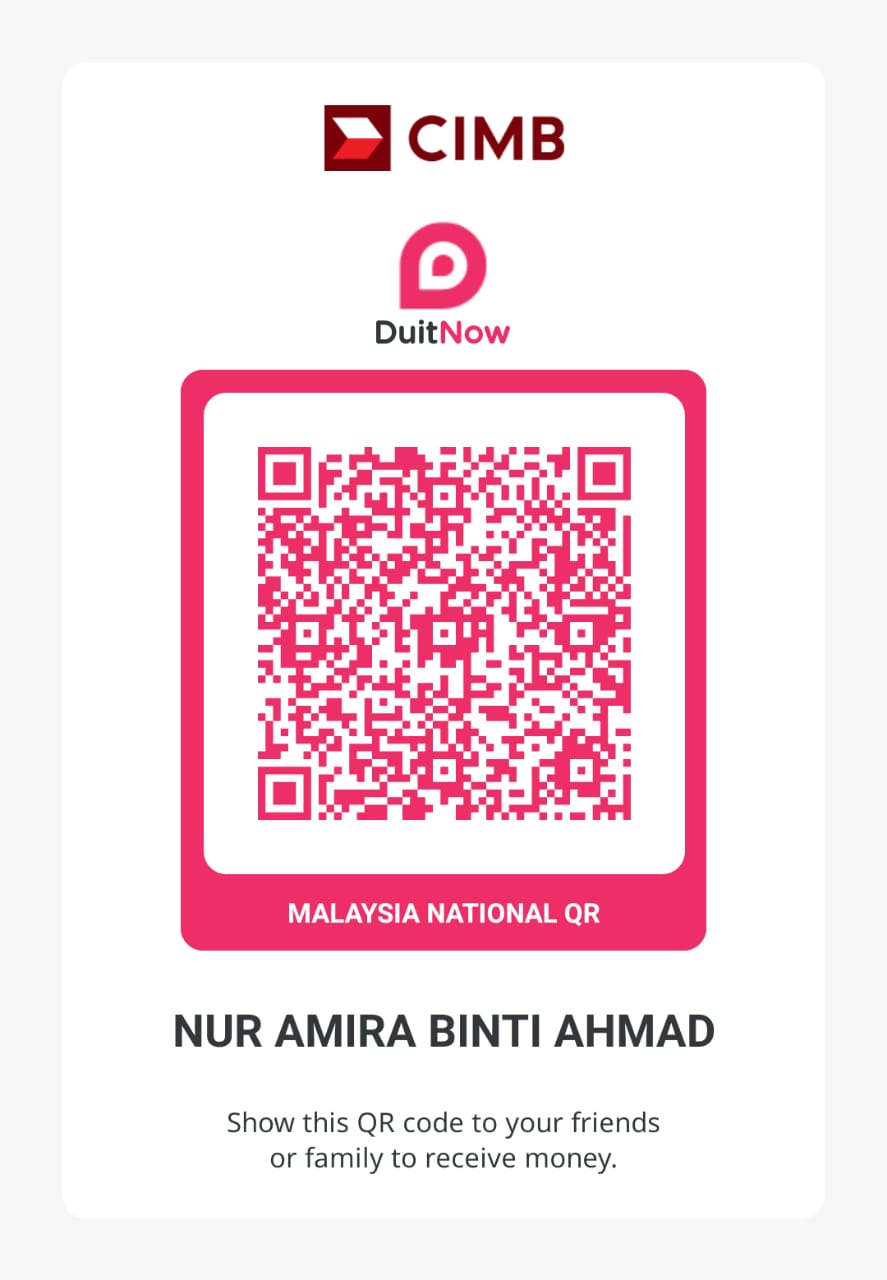 CIMB
DuitNow
MALAYSIA NATIONAL QR
NUR AMIRA BINTI AHMAD
Show this QR code to your friends
or family to receive money.